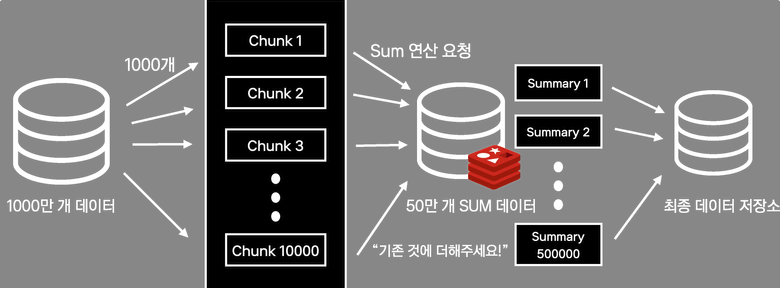 1000만 개 데이터
1000개
Chunk 1
Chunk 2
Chunk 3
Chunk 10000
Sum 연산 요청
50만 개 SUM 데이터
“기존 것에 더해주세요!”
Summary 1
Summary 2
Summary
500000
최종 데이터 저장소